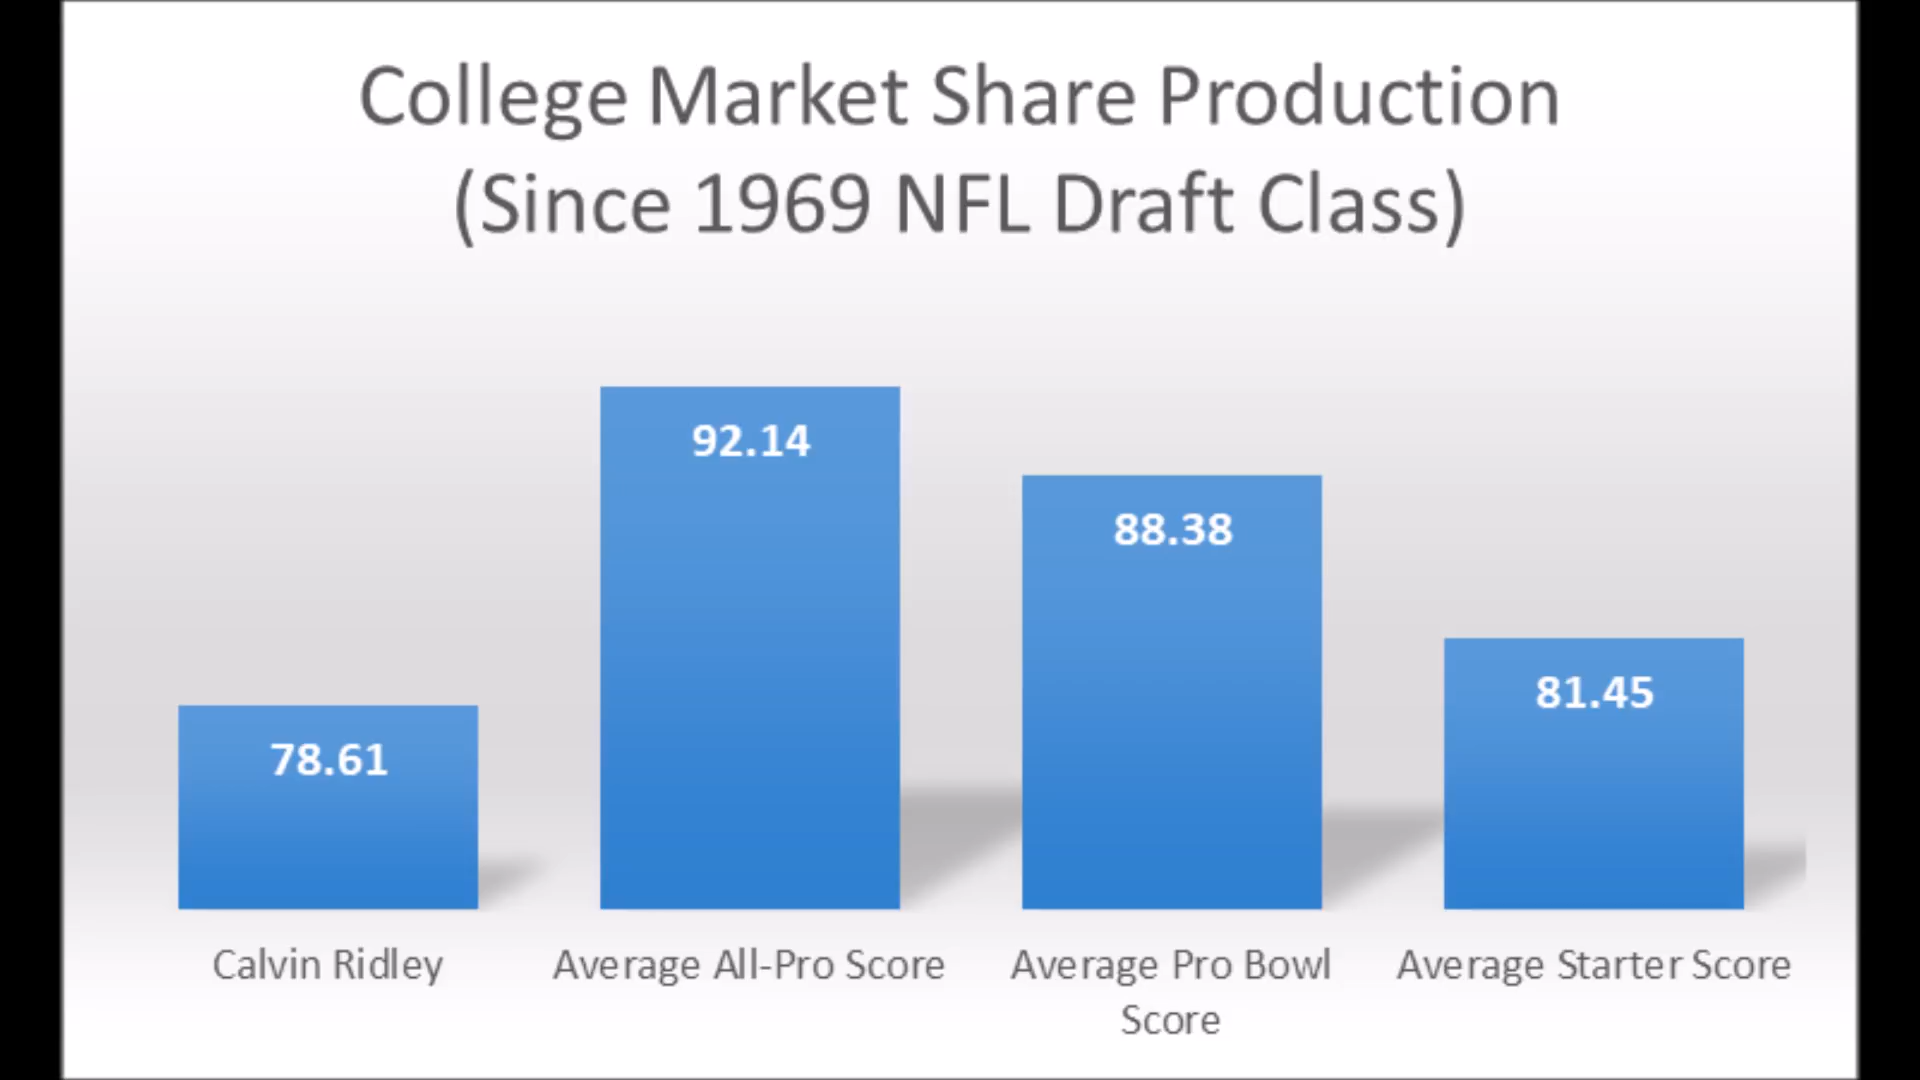 College Market Share Production
(Since 1969 NFL Draft Class)
92.14
88.38
81.45
78.61
Calvin Ridley
Average All-Pro Score
Average Pro Bowl
Score
Average Starter Score